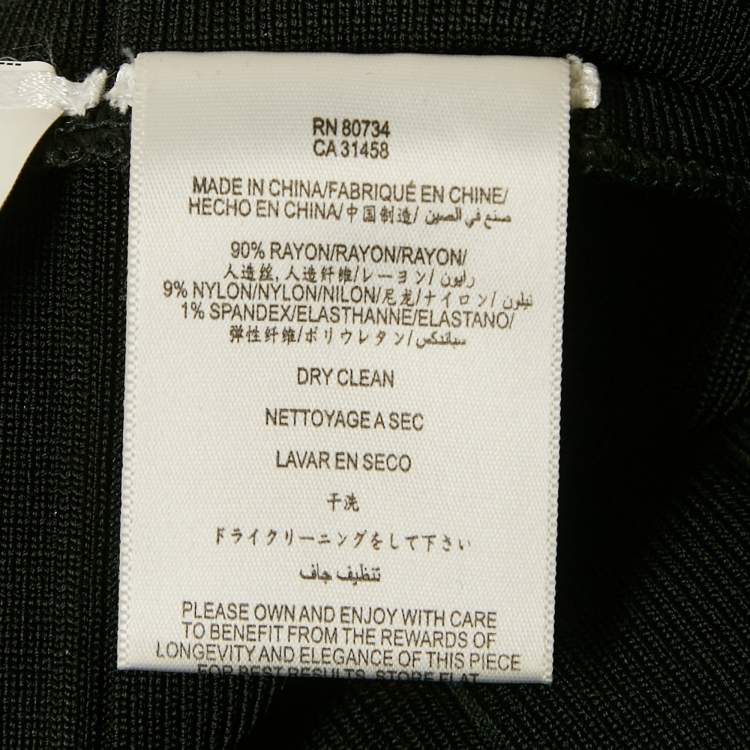 RN 80734
CA 31458
MADE IN CHINA/FABRIQUÉ EN CHINE/
HECHO EN CHINA/中国制造/ صنع في الصين
90% RAYON/RAYON/RAYON/
人造丝, 人造纤维/レーヨン/ رايون/
9% NYLON/NYLON/NILON/尼龙/ナイロン/ نيلون/
1% SPANDEX/ELASTHANNE/ELASTANO/
弹性纤维/ポリウレタン/ سباندكس/
DRY CLEAN
NETTOYAGE A SEC
LAVAR EN SECO
干洗
ドライクリーニングをして下さい
تنظيف جاف
PLEASE OWN AND ENJOY WITH CARE
TO BENEFIT FROM THE REWARDS OF
LONGEVITY AND ELEGANCE OF THIS PIECE
FOR BEST RESULTS, STORE FLAT